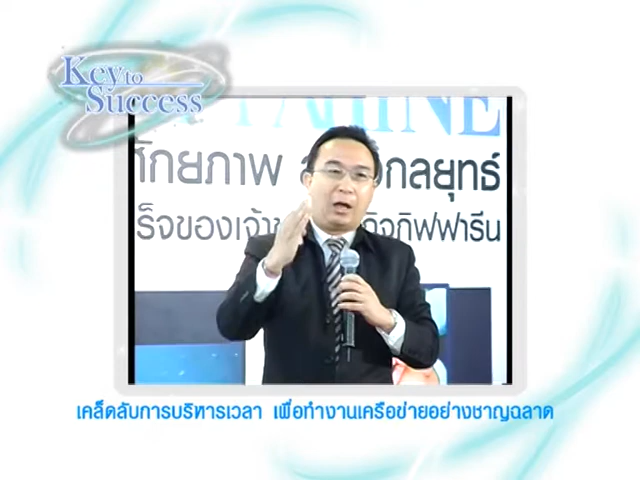 Key to
Success
FARINE
ศักยภาพ กลยุทธ์
ร็จของเจ้าข กิจกิฟฟารีน
เคล็ดลับการบริหารเวลา เพื่อทำงานเครือข่ายอย่างชาญฉลาด